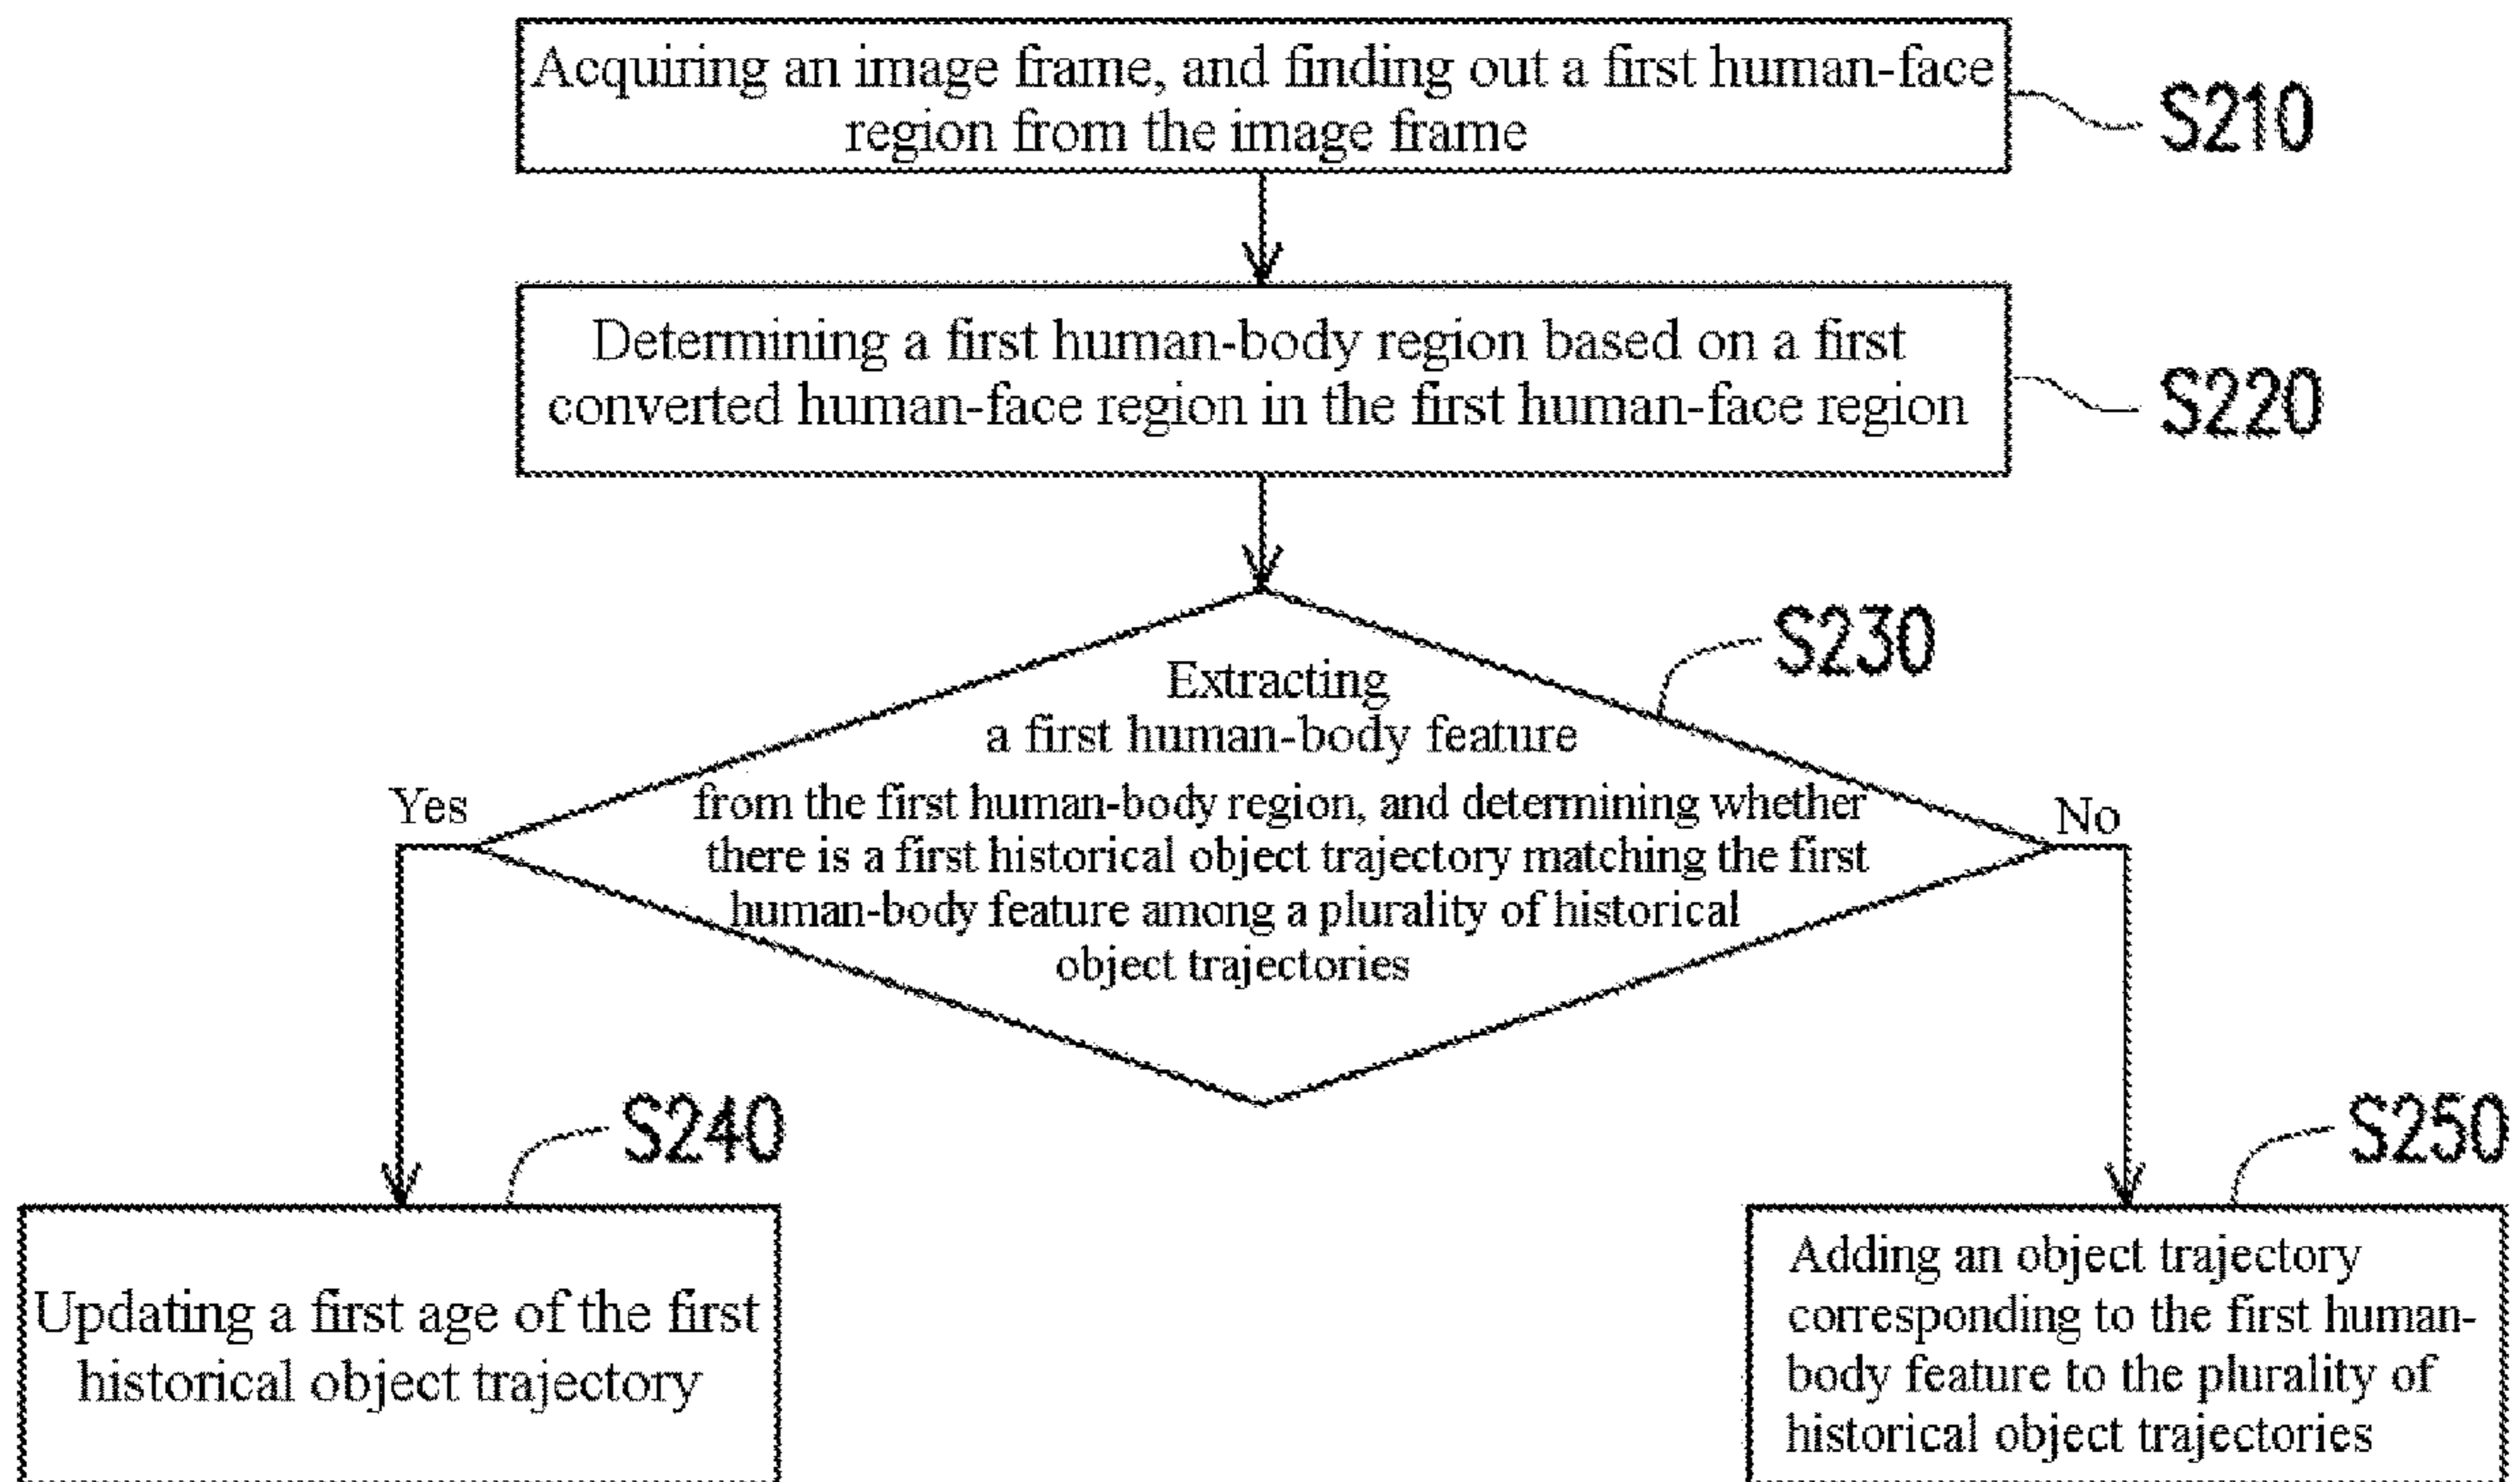 Acquiring an image frame, and finding out a first human-face
region from the image frame
S210
Determining a first human-body region based on a first
converted human-face region in the first human-face region
S220
S230
Extracting
a first human-body feature
from the first human-body region, and determining whether
there is a first historical object trajectory matching the first
human-body feature among a plurality of historical
object trajectories
Yes
No
S240
Updating a first age of the first
historical object trajectory
S250
Adding an object trajectory
corresponding to the first human-
body feature to the plurality of
historical object trajectories